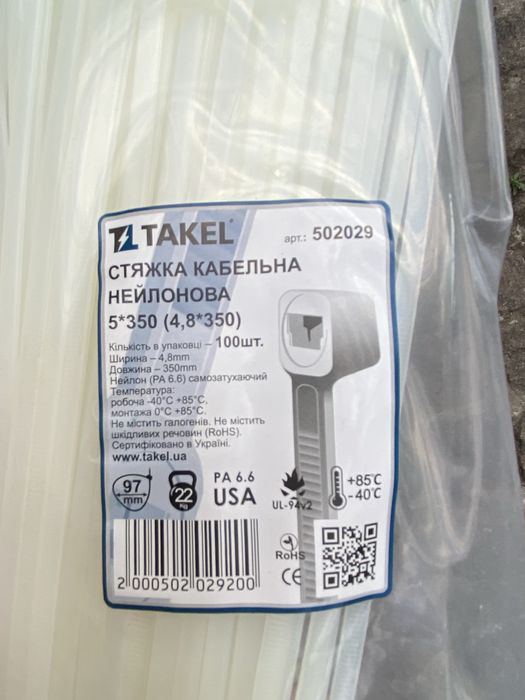 TAKEL®
арт.: 502029
СТЯЖКА КАБЕЛЬНА
НЕЙЛОНОВА
5*350 (4,8*350)
Кількість в упаковці – 100шт.
Ширина – 4,8mm
Довжина – 350mm
Нейлон (PA 6.6) самозатухаючий
Температура:
робоча -40°C +85°C,
монтажа 0°C +85°C.
Не містить галогенів. Не містить
шкідливих речовин (RoHS).
Сертифіковано в Україні.
www.takel.ua
97
mm
22
kg
PA 6.6
USA
UL-94v2
+85°C
-40°C
RoHS
CE
2 000502 029200